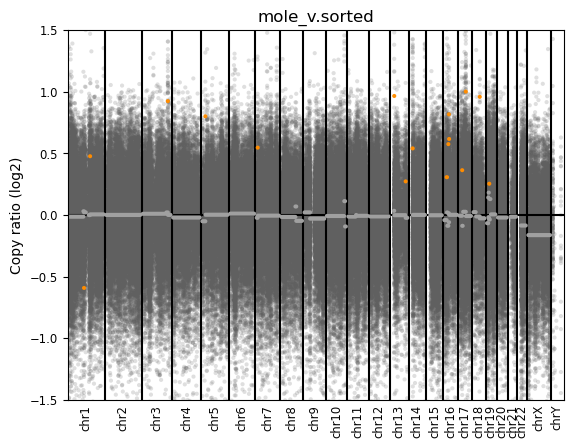 mole_v.sorted
Copy ratio (log2)
1.5
1.0
0.5
0.0
−0.5
−1.0
−1.5
chr1
chr2
chr3
chr4
chr5
chr6
chr7
chr8
chr9
chr10
chr11
chr12
chr13
chr14
chr15
chr16
chr17
chr18
chr19
chr20
chr21
chr22
chrX
chrY